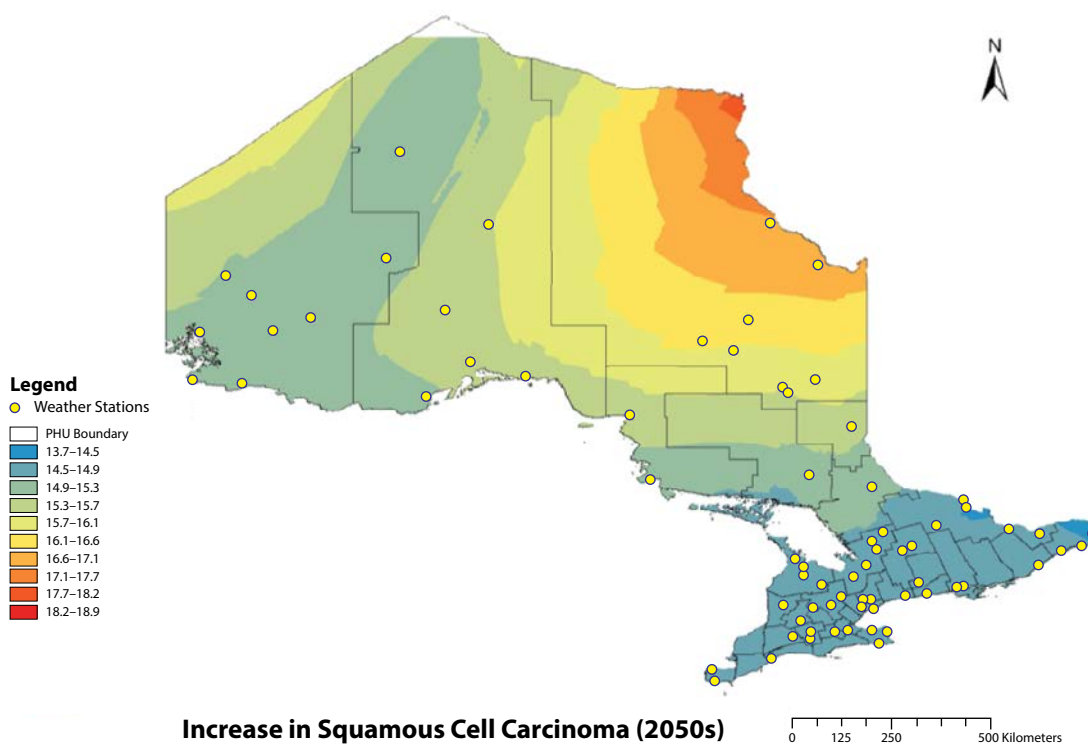 N
Legend
Weather Stations
PHU Boundary
13.7–14.5
14.5–14.9
14.9–15.3
15.3–15.7
15.7–16.1
16.1–16.6
16.6–17.1
17.1–17.7
17.7–18.2
18.2–18.9
Increase in Squamous Cell Carcinoma (2050s)
0 125 250 500 Kilometers